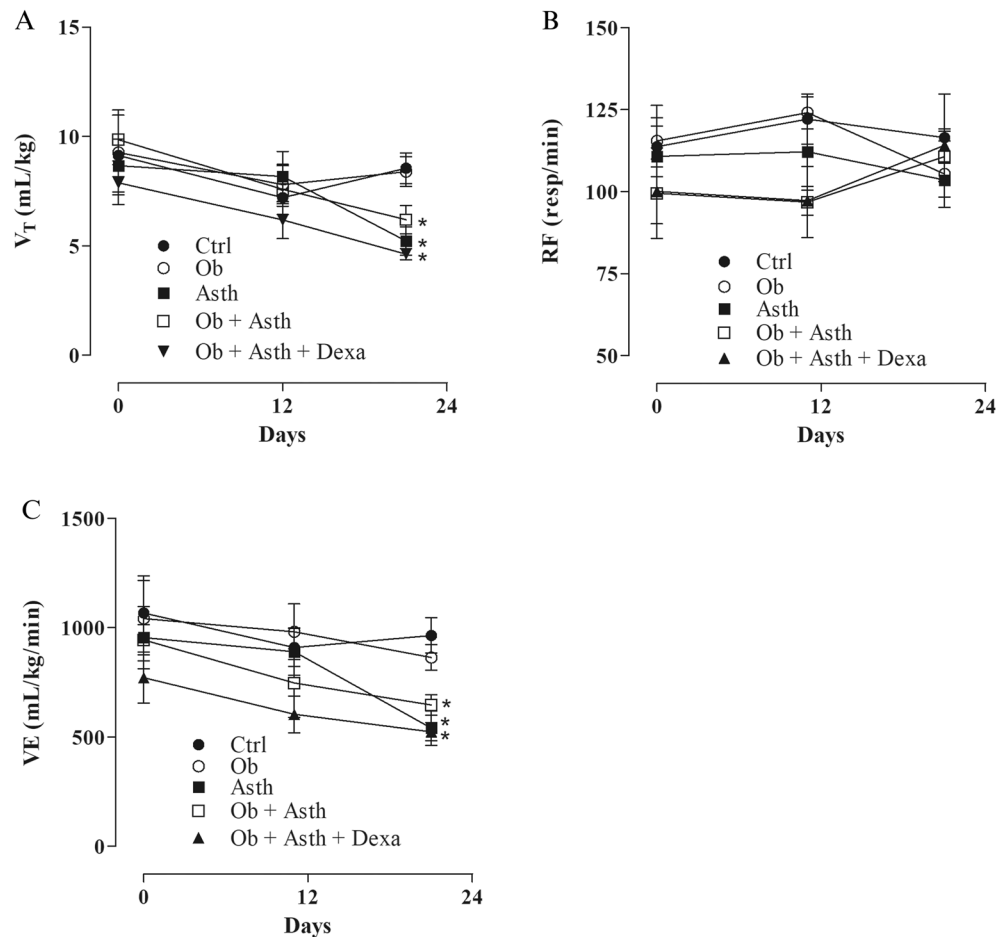 A
15
10
5
0
V_T (mL/kg)
Ctrl
Ob
Asth
Ob + Asth
Ob + Asth + Dexa
*
*
*
0 12 24
Days
B
150
125
100
75
50
RF (resp/min)
Ctrl
Ob
Asth
Ob + Asth
Ob + Asth + Dexa
0 12 24
Days
C
1500
1000
500
0
VE (mL/kg/min)
*
*
*
Ctrl
Ob
Asth
Ob + Asth
Ob + Asth + Dexa
0 12 24
Days